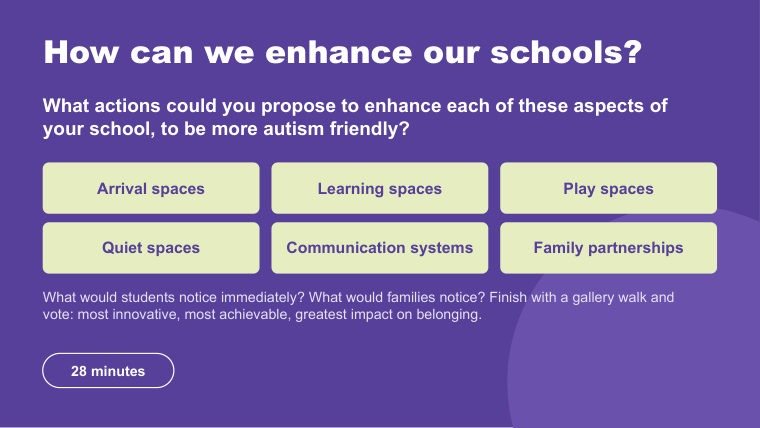 How can we enhance our schools?
What actions could you propose to enhance each of these aspects of
your school, to be more autism friendly?
Arrival spaces
Learning spaces
Play spaces
Quiet spaces
Communication systems
Family partnerships
What would students notice immediately? What would families notice? Finish with a gallery walk and
vote: most innovative, most achievable, greatest impact on belonging.
28 minutes